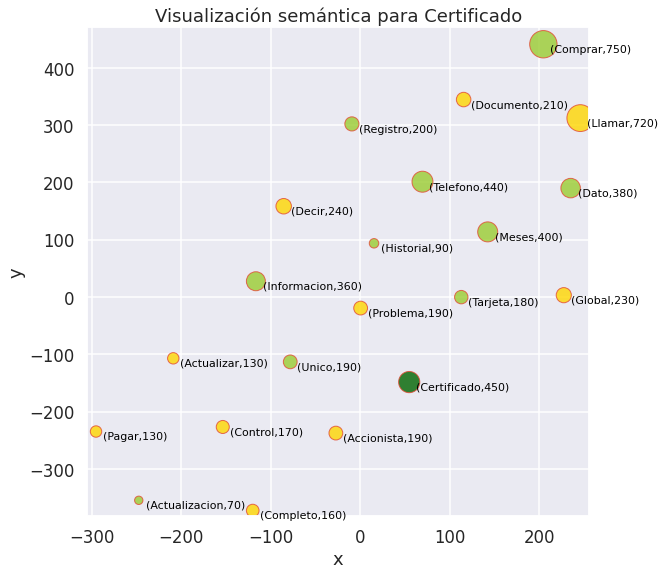 Visualización semántica para Certificado
400
300
200
100
0
−100
−200
−300
y
(Comprar,750)
(Documento,210)
(Llamar,720)
(Registro,200)
(Telefono,440)
(Dato,380)
(Decir,240)
(Meses,400)
(Historial,90)
(Informacion,360)
(Tarjeta,180)
(Global,230)
(Problema,190)
(Actualizar,130)
(Unico,190)
(Certificado,450)
(Pagar,130)
(Control,170)
(Accionista,190)
(Actualizacion,70)
(Completo,160)
−300
−200
−100
0
100
200
x